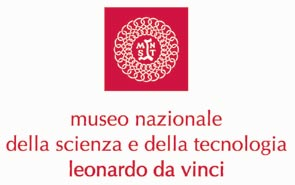 M N
S T
museo nazionale
della scienza e della tecnologia
leonardo da vinci